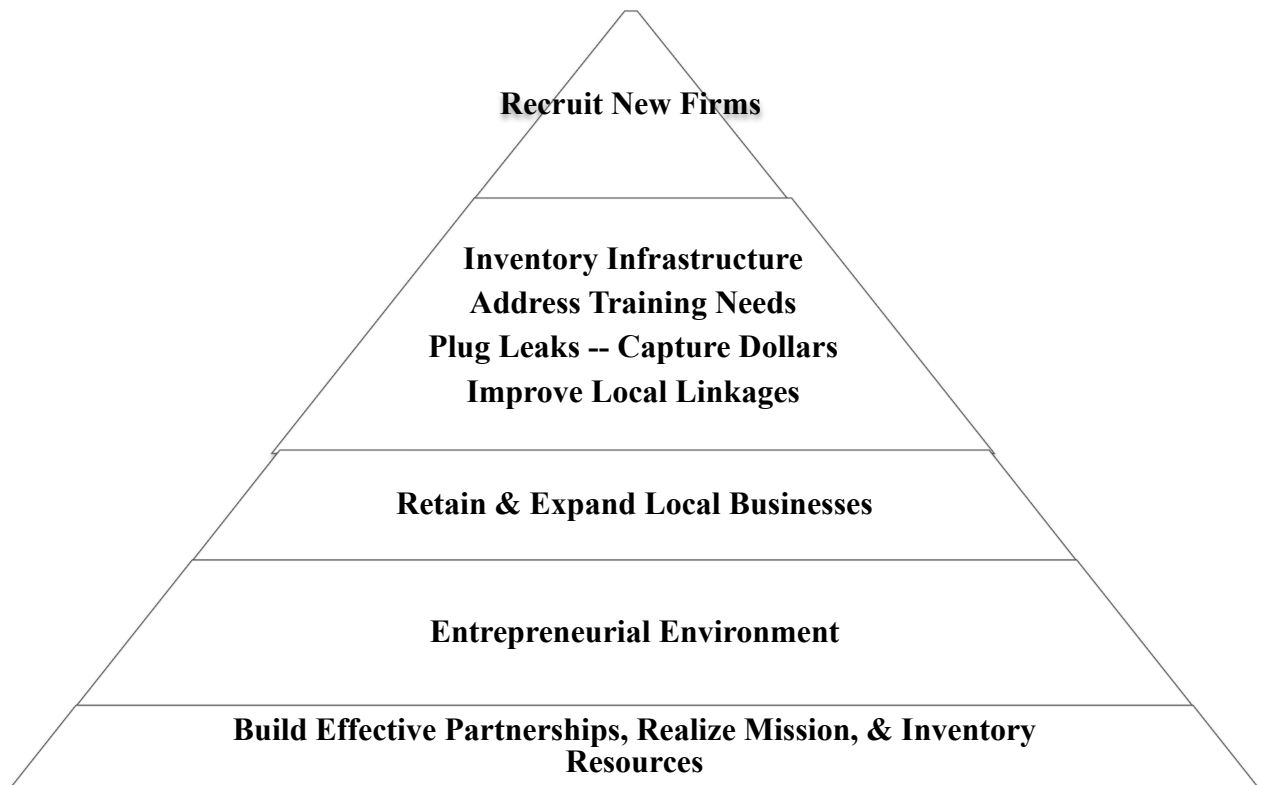 Recruit New Firms
Inventory Infrastructure
Address Training Needs
Plug Leaks -- Capture Dollars
Improve Local Linkages
Retain & Expand Local Businesses
Entrepreneurial Environment
Build Effective Partnerships, Realize Mission, & Inventory
Resources